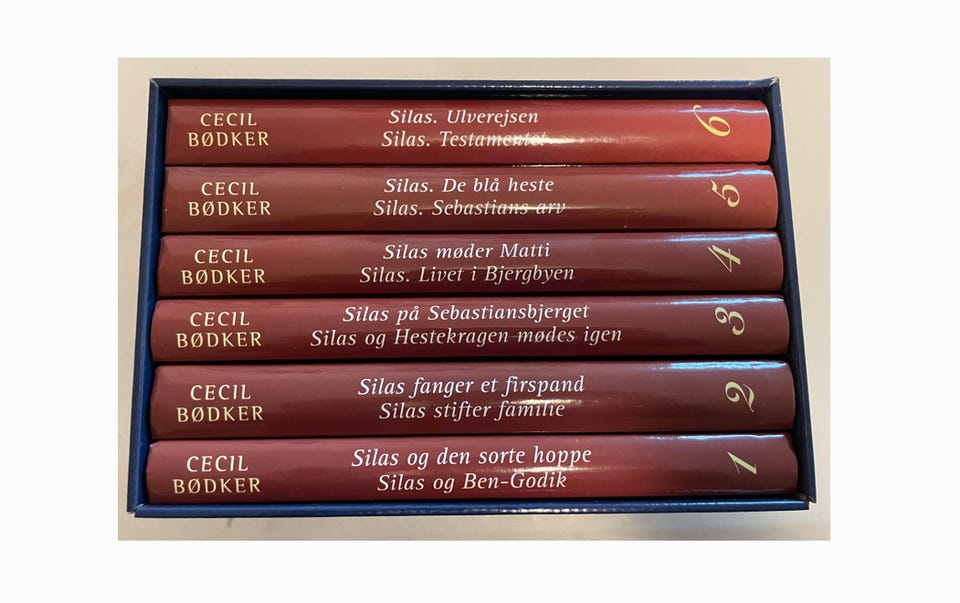 CECIL
BØDKER
Silas. Ulverejsen
Silas. Testamentet
6
CECIL
BØDKER
Silas. De blå heste
Silas. Sebastians arv
5
CECIL
BØDKER
Silas møder Matti
Silas. Livet i Bjergbyen
4
CECIL
BØDKER
Silas på Sebastiansbjerget
Silas og Hestekragen mødes igen
3
CECIL
BØDKER
Silas fanger et firspand
Silas stifter familie
2
CECIL
BØDKER
Silas og den sorte hoppe
Silas og Ben-Godik
1